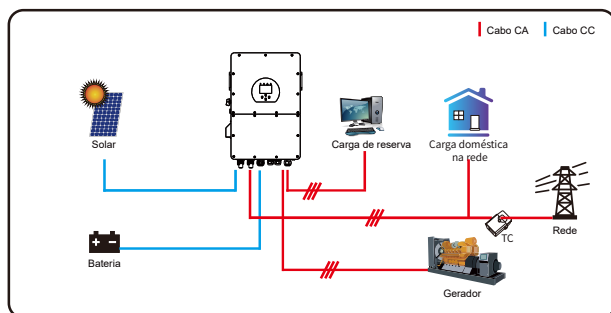 Cabo CA
Cabo CC
Solar
Carga de reserva
Carga doméstica
na rede
TC
Rede
Bateria
Gerador